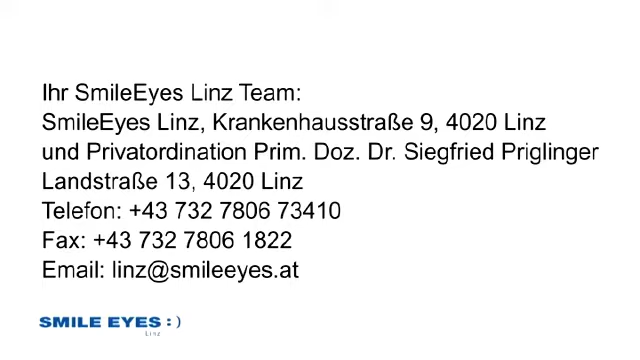 Ihr SmileEyes Linz Team:
SmileEyes Linz, Krankenhausstraße 9, 4020 Linz
und Privatordination Prim. Doz. Dr. Siegfried Priglinger
Landstraße 13, 4020 Linz
Telefon: +43 732 7806 73410
Fax: +43 732 7806 1822
Email: linz@smileeyes.at
SMILE EYES :)
Linz